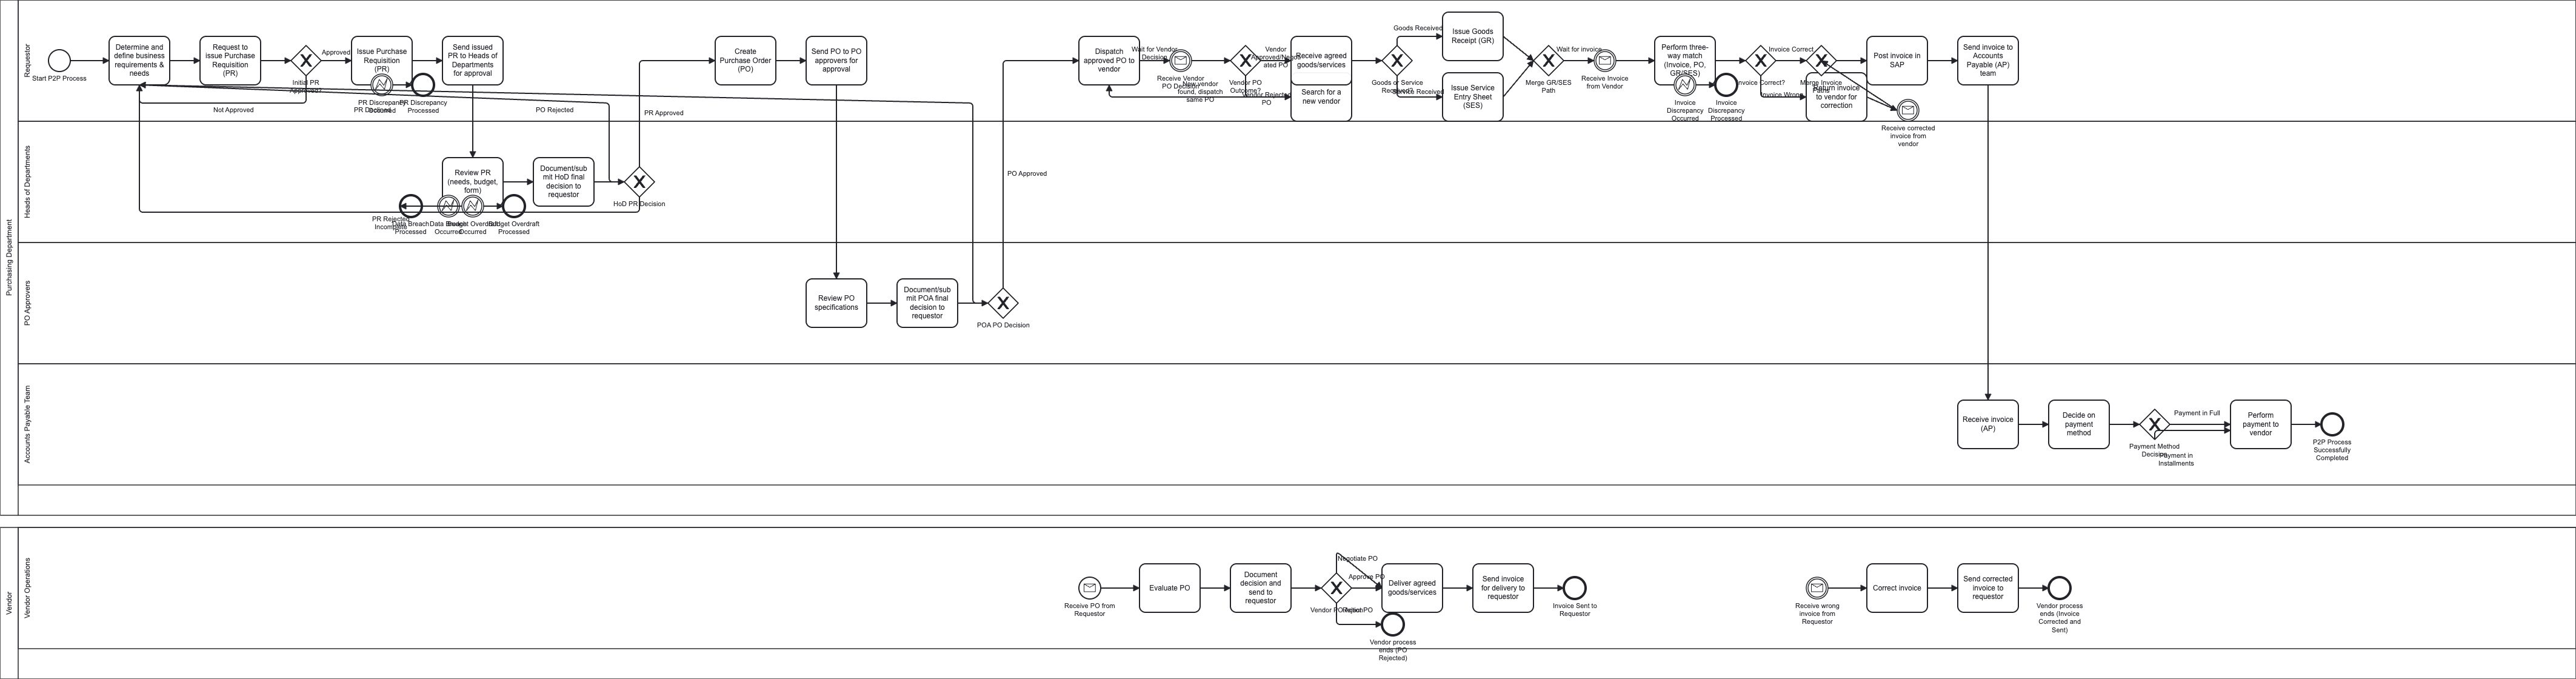 Purchasing Department
Requestor
Start P2P Process
Determine and
define business
requirements &
needs
Request to
issue Purchase
Requisition
(PR)
Initial PR
Approved?
Approved
Not Approved
Issue Purchase
Requisition
(PR)
PR Discrepancy
Occurred
PR Discrepancy
Processed
PR Declined
Send issued
PR to Heads of
Departments
for approval
PO Rejected
PR Approved
Create
Purchase Order
(PO)
Send PO to PO
approvers for
approval
Dispatch
approved PO to
vendor
Wait for Vendor
Decision
Receive Vendor
PO Decision
New vendor
found, dispatch
same PO
Vendor PO
Outcome?
Vendor
Vendor Rejected
PO
Receive agreed
goods/services
Search for a
new vendor
Goods or Service
Received?
Goods Received
Service Received
Issue Goods
Receipt (GR)
Issue Service
Entry Sheet
(SES)
Merge GR/SES
Path
Wait for invoice
Receive Invoice
from Vendor
Perform three-
way match
(Invoice, PO,
GR/SES)
Invoice
Discrepancy
Occurred
Invoice
Discrepancy
Processed
Invoice Correct?
Invoice Correct
Invoice Wrong
Merge Invoice
Return invoice
to vendor for
correction
Receive corrected
invoice from
vendor
Post invoice in
SAP
Send invoice to
Accounts
Payable (AP)
team
Heads of Departments
Review PR
(needs, budget,
form)
Document/sub
mit HoD final
decision to
requestor
HoD PR Decision
PR Rejected
Incomplete
Data Breach
Processed
Data Breach
Occurred
Budget Overdraft
Occurred
Budget Overdraft
Processed
PO Approvers
Review PO
specifications
Document/sub
mit POA final
decision to
requestor
POA PO Decision
PO Approved
Accounts Payable Team
Receive invoice
(AP)
Decide on
payment
method
Payment Method
Decision
Payment in Full
Payment in
Installments
Perform
payment to
vendor
P2P Process
Successfully
Completed
Vendor
Vendor Operations
Receive PO from
Requestor
Evaluate PO
Document
decision and
send to
requestor
Negotiate PO
Approve PO
Reject PO
Deliver agreed
goods/services
Vendor process
ends (PO
Rejected)
Send invoice
for delivery to
requestor
Invoice Sent to
Requestor
Receive wrong
invoice from
Requestor
Correct invoice
Send corrected
invoice to
requestor
Vendor process
ends (Invoice
Corrected and
Sent)